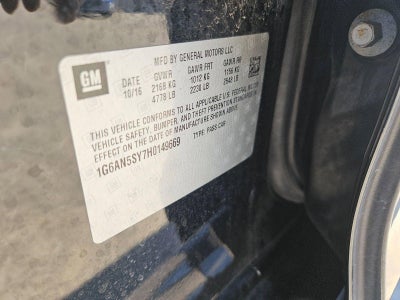 GM
MFD BY GENERAL MOTORS LLC
DATE GVWR GAWR FRT GAWR RR
10/16 2168 KG 1012 KG 1156 KG
4778 LB 2230 LB 2548 LB
THIS VEHICLE CONFORMS TO ALL APPLICABLE U.S. FEDERAL MOTOR
VEHICLE SAFETY, BUMPER, AND THEFT PREVENTION STANDARDS IN
EFFECT ON THE DATE OF MANUFACTURE SHOWN ABOVE.
1G6AN5SY7H0149669 TYPE: PASS CAR